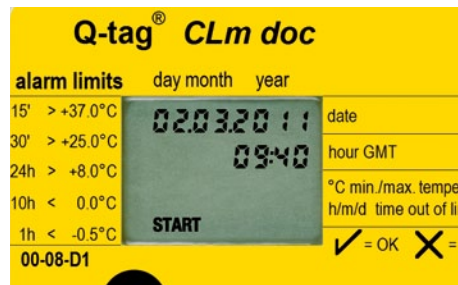 Q-tag® CLm doc
alarm limits day month year
15' > +37.0°C
02.03.2011
date
30' > +25.0°C
09:40
hour GMT
24h > +8.0°C
°C min./max. tempe
10h < 0.0°C
h/m/d time out of li
START
1h < -0.5°C
✓ = OK ✗ =
00-08-D1